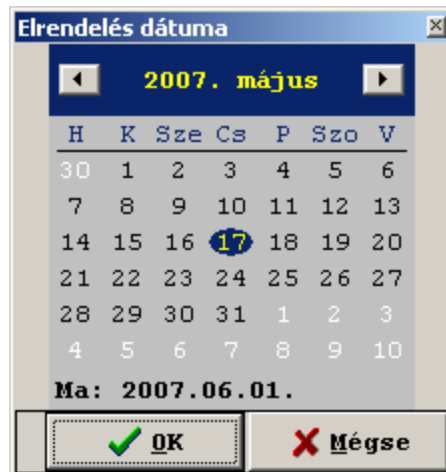 Elrendelés dátuma
2007. május
H K Sze Cs P Szo V
30 1 2 3 4 5 6
7 8 9 10 11 12 13
14 15 16 17 18 19 20
21 22 23 24 25 26 27
28 29 30 31 1 2 3
4 5 6 7 8 9 10
Ma: 2007.06.01.
OK Mégse